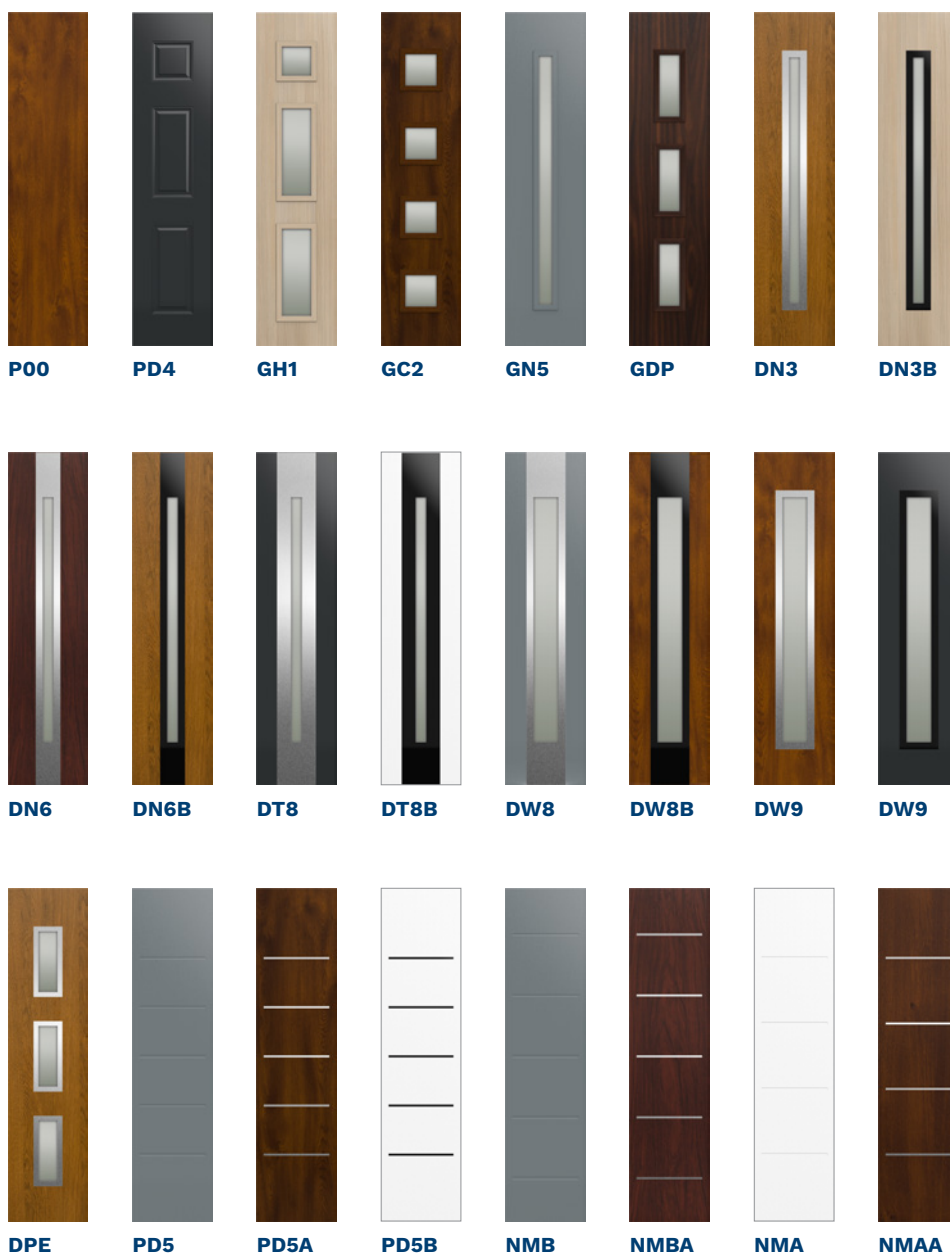 P00 PD4 GH1 GC2 GN5 GDP DN3 DN3B
DN6 DN6B DT8 DT8B DW8 DW8B DW9 DW9
DPE PD5 PD5A PD5B NMB NMBA NMA NMAA